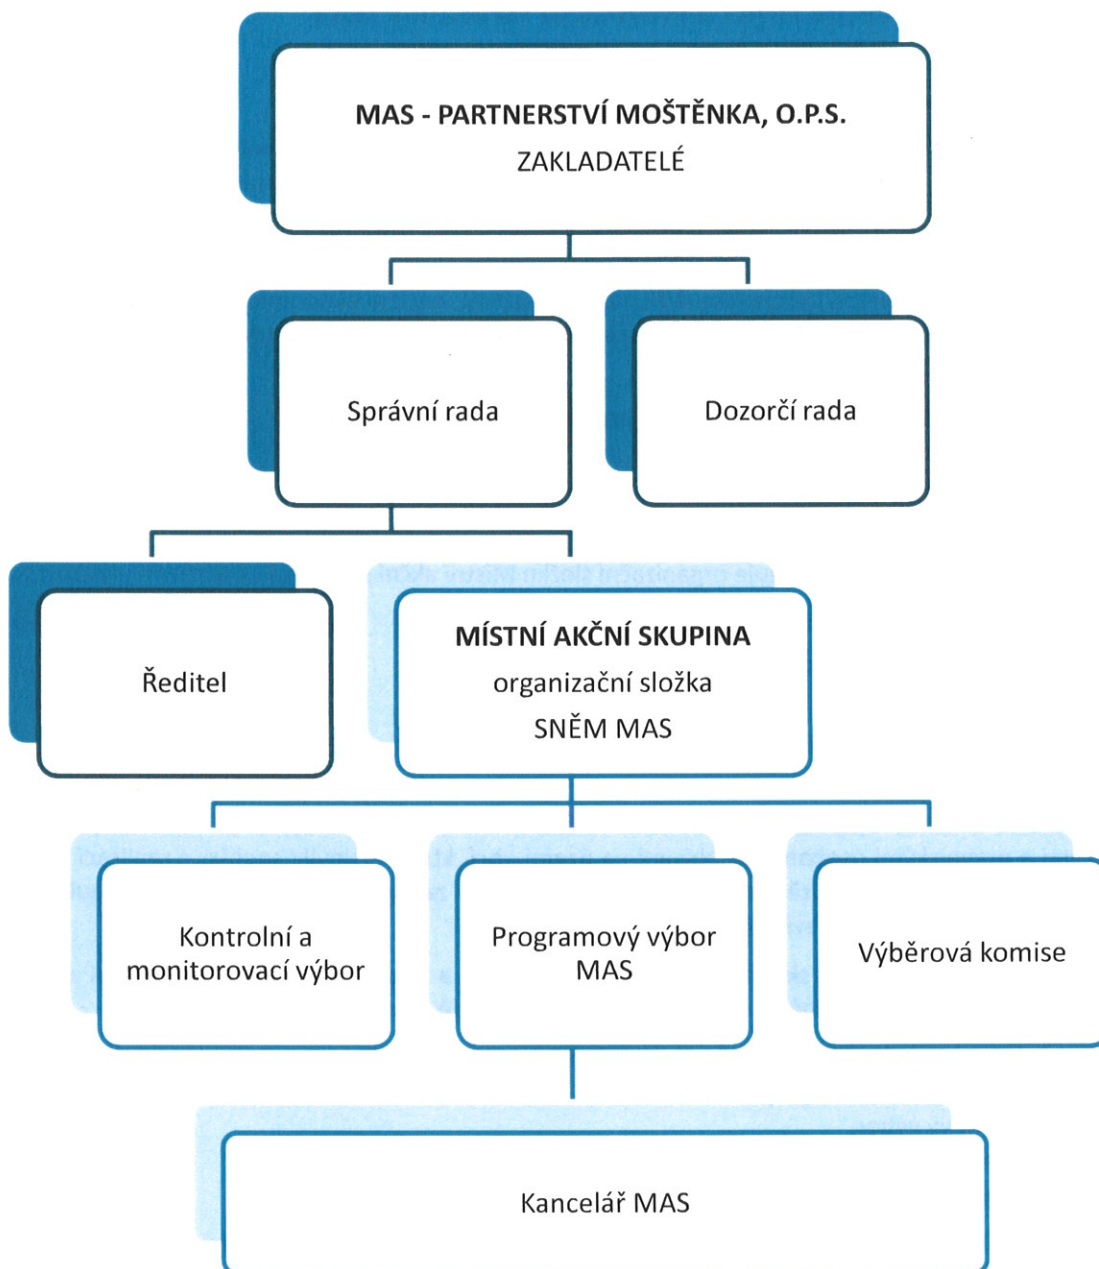 MAS - PARTNERSTVÍ MOŠTĚNKA, O.P.S.
ZAKLADATELÉ
Správní rada
Dozorčí rada
Ředitel
MÍSTNÍ AKČNÍ SKUPINA
organizační složka
SNĚM MAS
Kontrolní a
monitorovací výbor
Programový výbor
MAS
Výběrová komise
Kancelář MAS